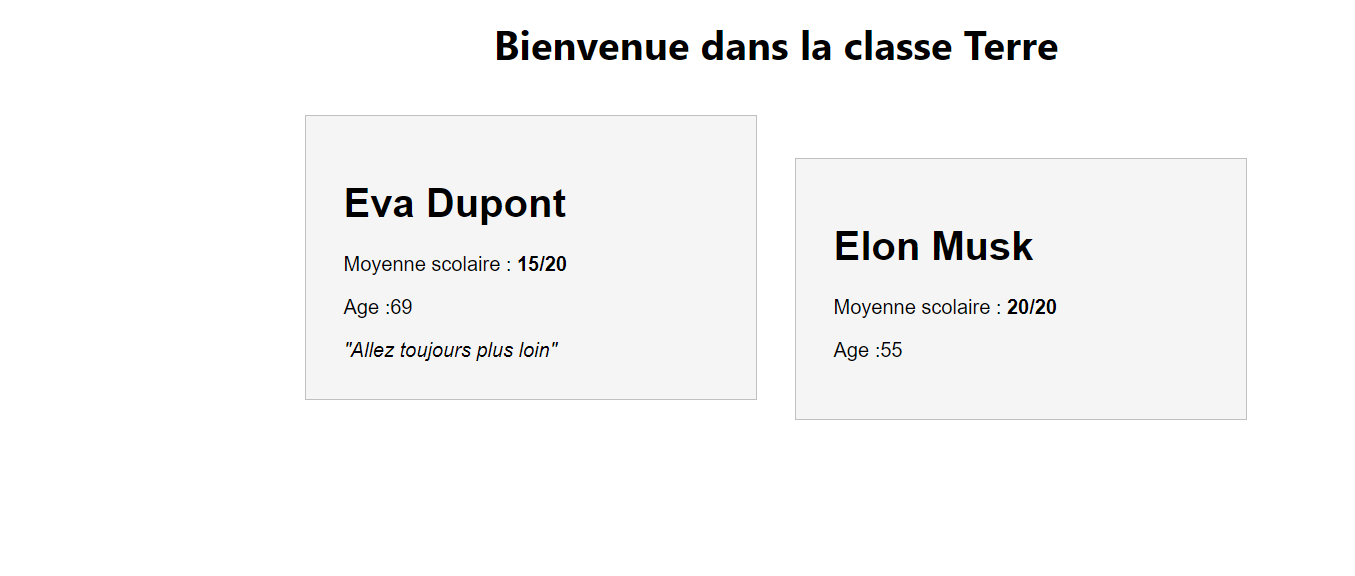 Bienvenue dans la classe Terre
Eva Dupont
Moyenne scolaire : 15/20
Age :69
"Allez toujours plus loin"
Elon Musk
Moyenne scolaire : 20/20
Age :55